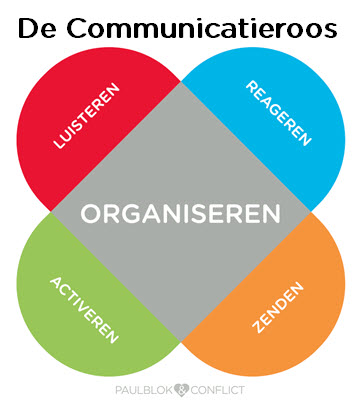 De Communicatieroos
LUISTEREN
REAGEREN
ORGANISEREN
ACTIVEREN
ZENDEN
PAULBLOK&CONFLICT